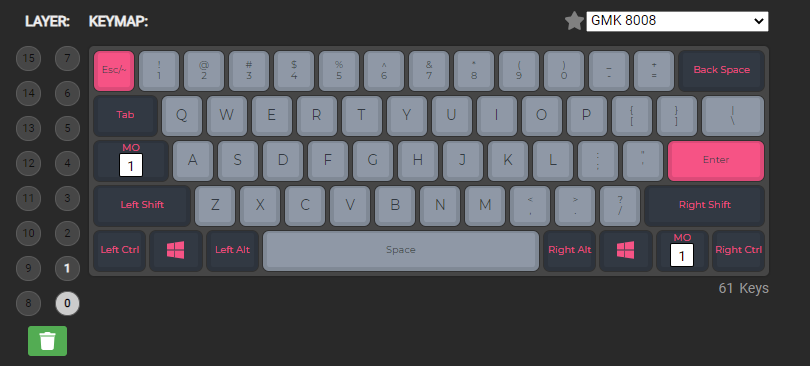 LAYER: KEYMAP: GMK 8008
15 7 Esc/~ ! 1 @ 2 # 3 $ 4 % 5 ^ 6 & 7 * 8 ( 9 ) 0 _ - + = Back Space
14 6 Tab Q W E R T Y U I O P { [ } ] | \
13 5
12 4 MO 1 A S D F G H J K L : ; " ' Enter
11 3 Left Shift Z X C V B N M < , > . ? / Right Shift
10 2
9 1 Left Ctrl Left Alt Space Right Alt MO 1 Right Ctrl
8 0 61 Keys